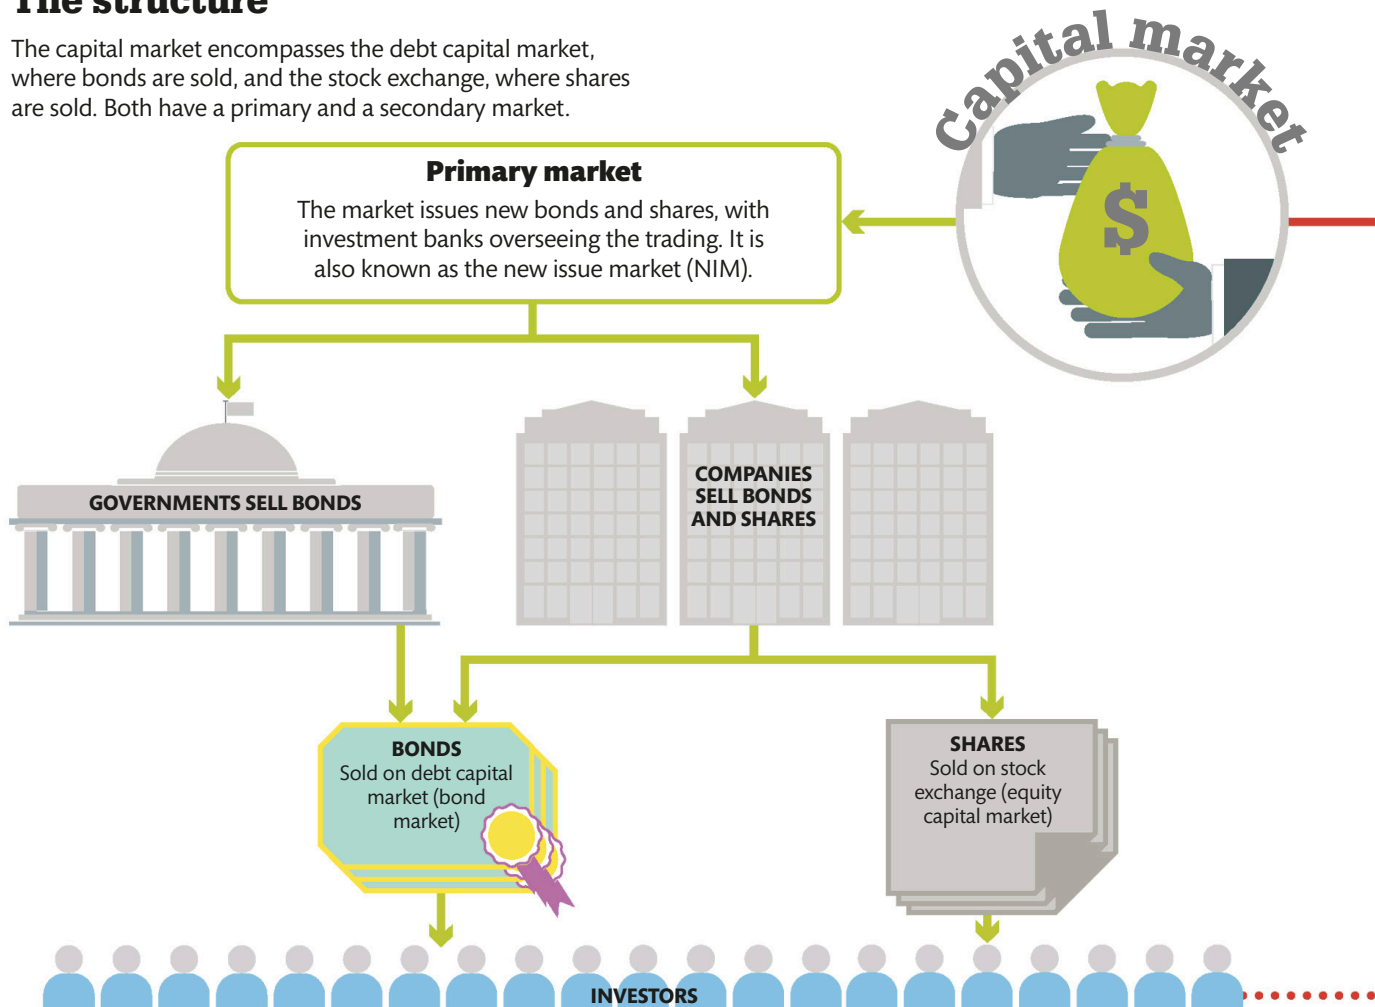 The structure
The capital market encompasses the debt capital market,
where bonds are sold, and the stock exchange, where shares
are sold. Both have a primary and a secondary market.
Capital market
$
Primary market
The market issues new bonds and shares, with
investment banks overseeing the trading. It is
also known as the new issue market (NIM).
GOVERNMENTS SELL BONDS
COMPANIES
SELL BONDS
AND SHARES
BONDS
Sold on debt capital
market (bond
market)
SHARES
Sold on stock
exchange (equity
capital market)
INVESTORS